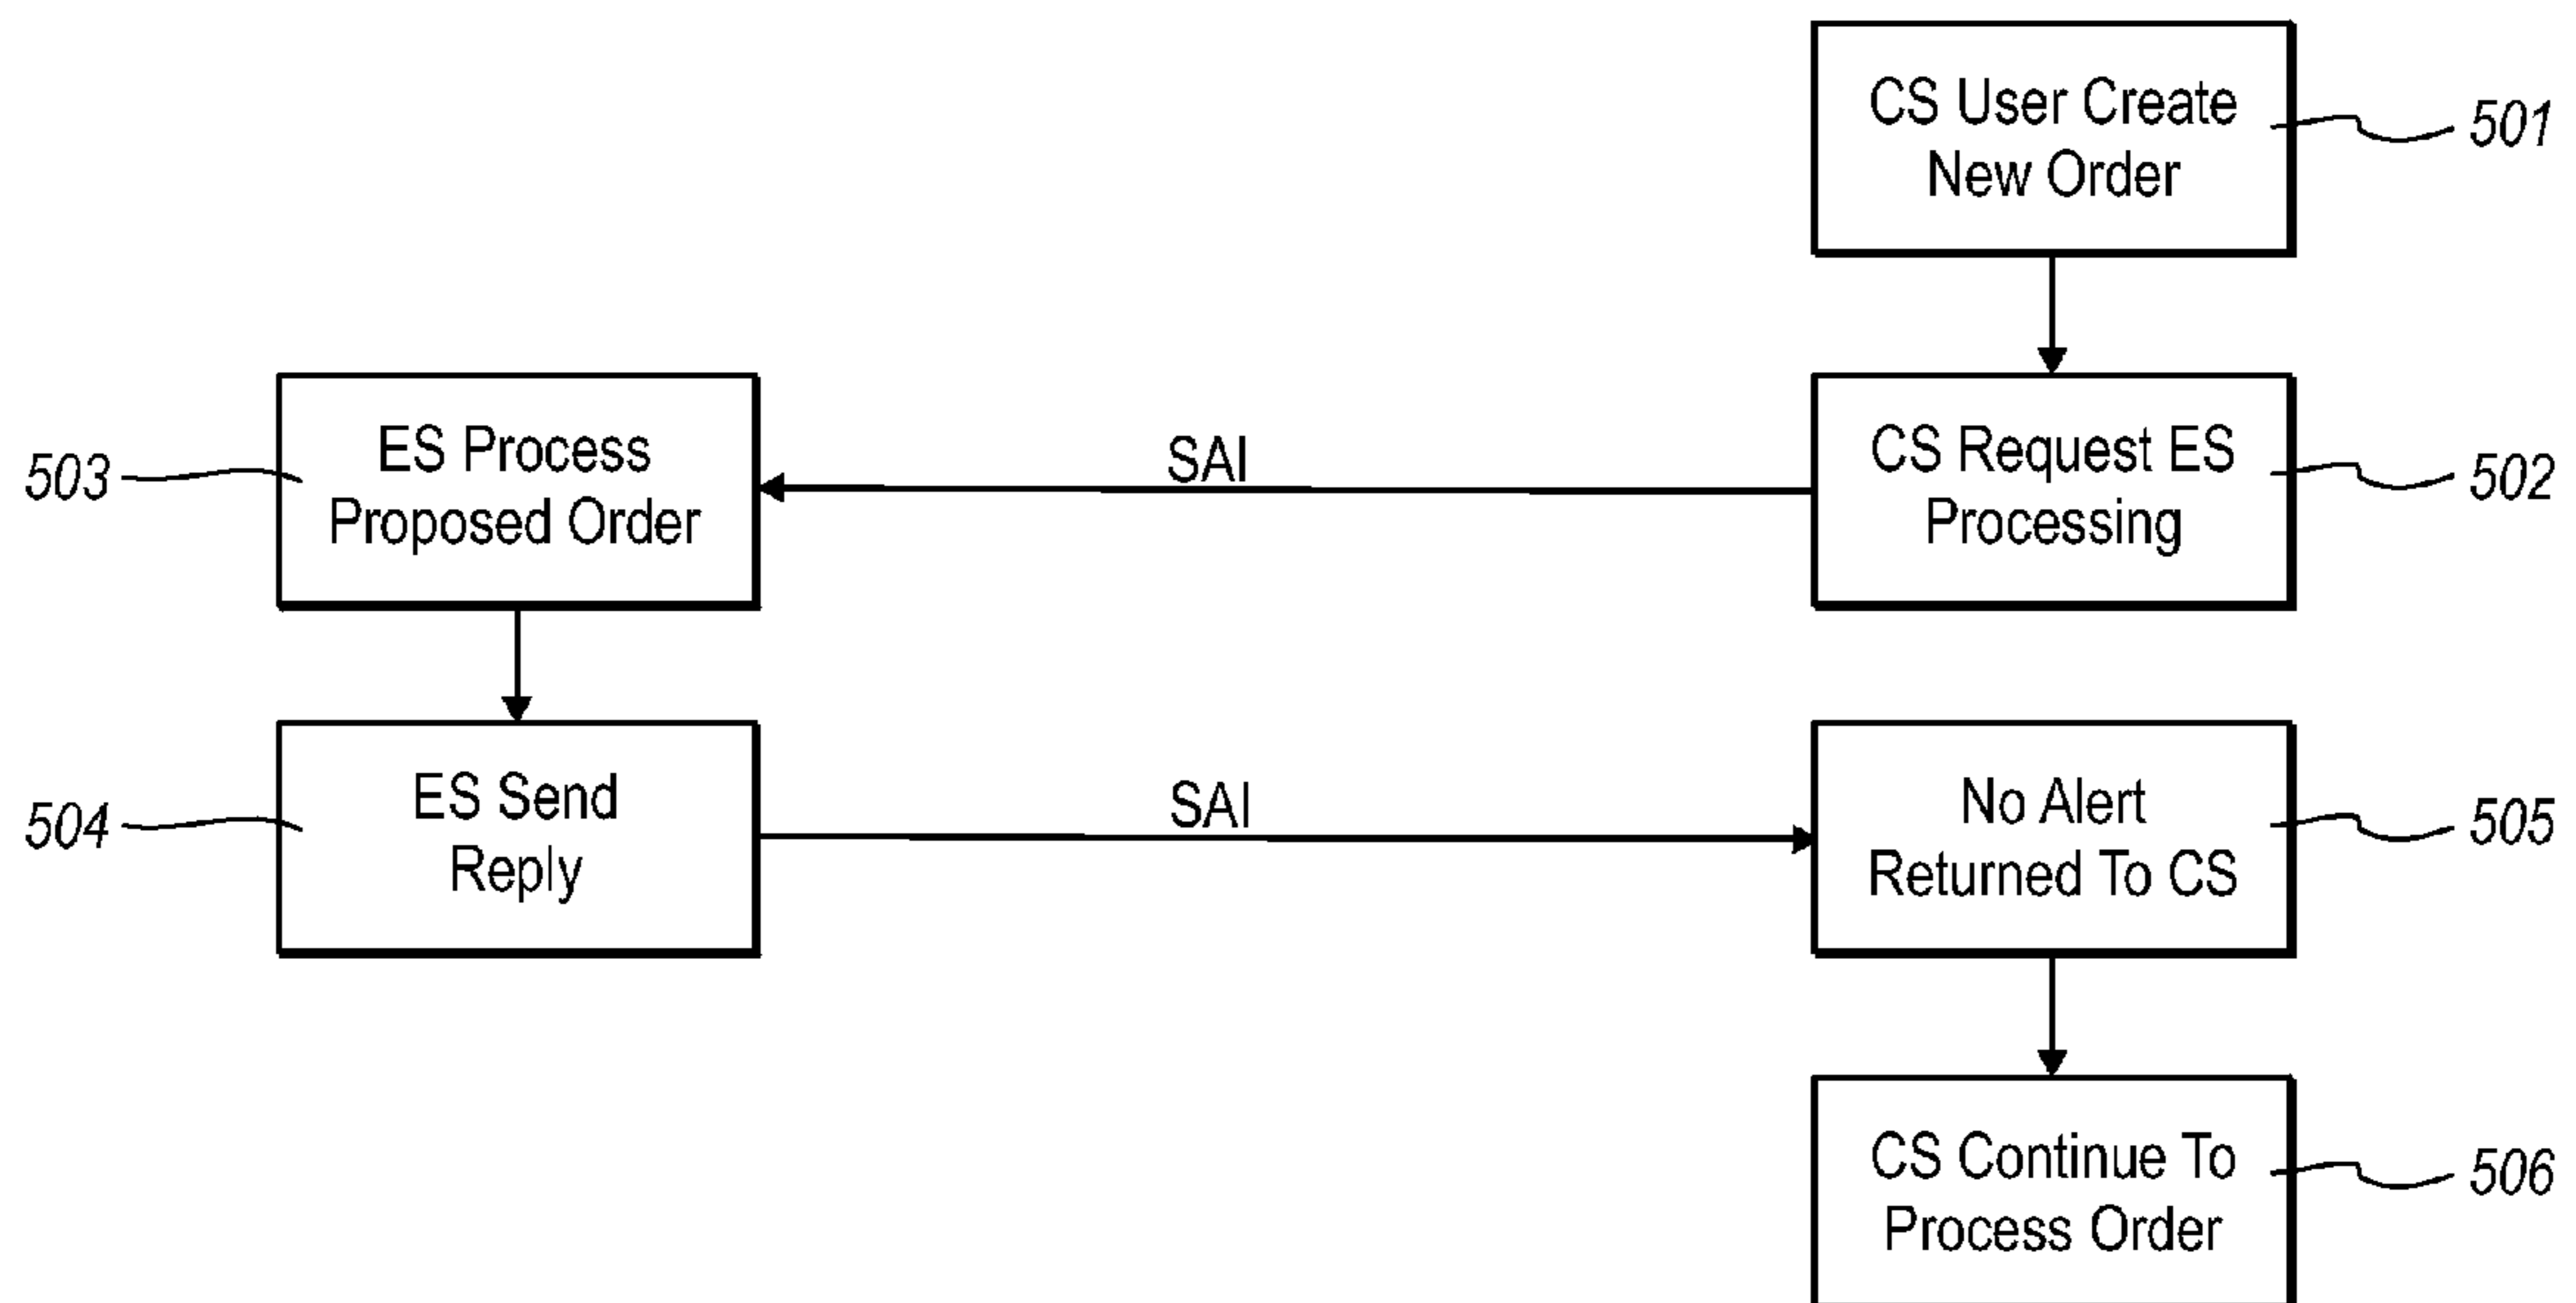 CS User Create
New Order
501
503
ES Process
Proposed Order
SAI
CS Request ES
Processing
502
504
ES Send
Reply
SAI
No Alert
Returned To CS
505
CS Continue To
Process Order
506